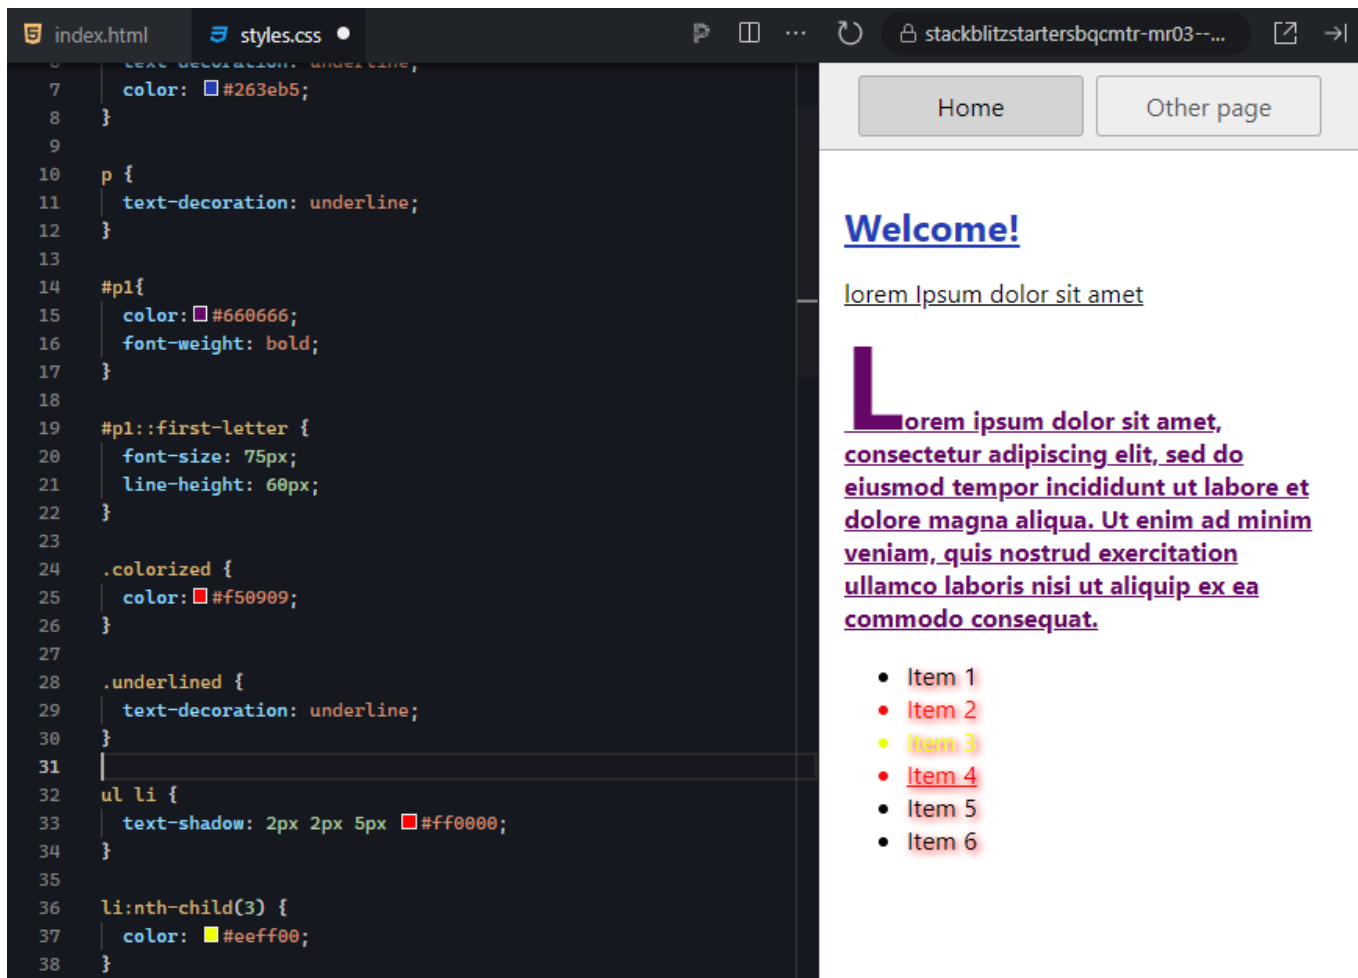 index.html
styles.css
stackblitzstartersbqcmtr-mr03--...
6 text-decoration: underline;
7 color: #263eb5;
8 }
9
10 p {
11 text-decoration: underline;
12 }
13
14 #p1{
15 color: #660666;
16 font-weight: bold;
17 }
18
19 #p1::first-letter {
20 font-size: 75px;
21 line-height: 60px;
22 }
23
24 .colorized {
25 color: #f50909;
26 }
27
28 .underlined {
29 text-decoration: underline;
30 }
31
32 ul li {
33 text-shadow: 2px 2px 5px #ff0000;
34 }
35
36 li:nth-child(3) {
37 color: #eeff00;
38 }
Home
Other page
Welcome!
lorem Ipsum dolor sit amet
Lorem ipsum dolor sit amet,
consectetur adipiscing elit, sed do
eiusmod tempor incididunt ut labore et
dolore magna aliqua. Ut enim ad minim
veniam, quis nostrud exercitation
ullamco laboris nisi ut aliquip ex ea
commodo consequat.
Item 1
Item 2
Item 3
Item 4
Item 5
Item 6